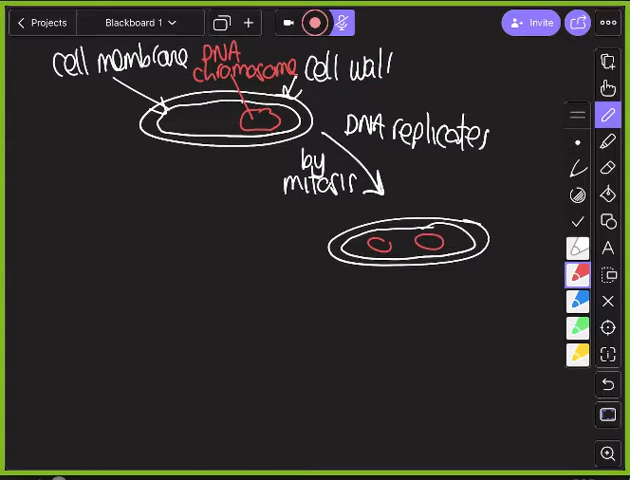 Projects
Blackboard 1
Invite
cell membrane
DNA
chromosome
cell wall
DNA replicates
by
mitosis
A